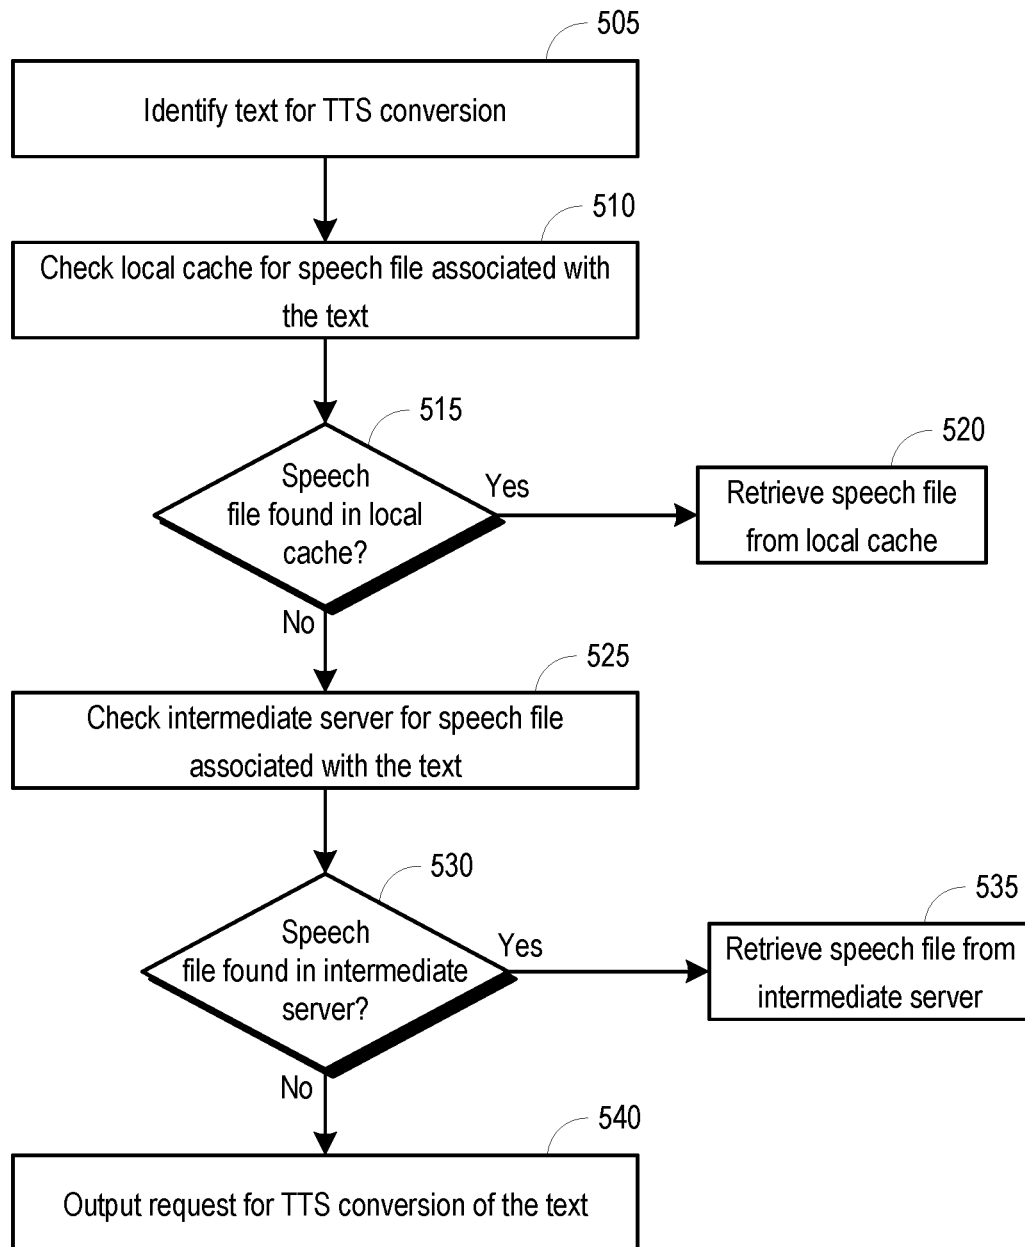 505
Identify text for TTS conversion
510
Check local cache for speech file associated with
the text
515
Speech
file found in local
cache?
Yes
520
Retrieve speech file
from local cache
No
525
Check intermediate server for speech file
associated with the text
530
Speech
file found in intermediate
server?
Yes
535
Retrieve speech file from
intermediate server
No
540
Output request for TTS conversion of the text